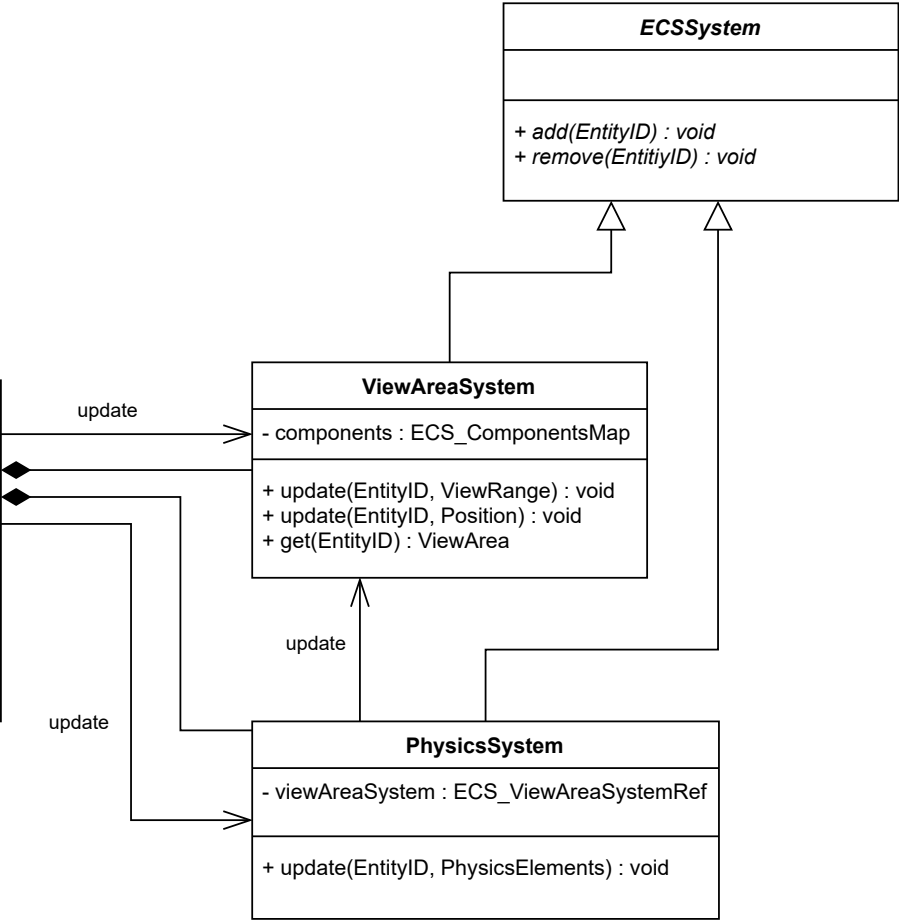 ECSSystem
+ add(EntityID) : void
+ remove(EntitiyID) : void
ViewAreaSystem
update
- components : ECS_ComponentsMap
+ update(EntityID, ViewRange) : void
+ update(EntityID, Position) : void
+ get(EntityID) : ViewArea
update
update
PhysicsSystem
- viewAreaSystem : ECS_ViewAreaSystemRef
+ update(EntityID, PhysicsElements) : void